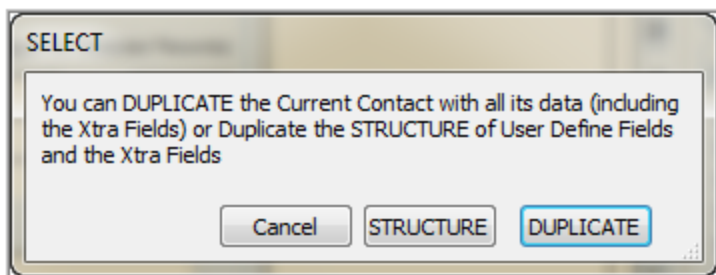 SELECT
You can DUPLICATE the Current Contact with all its data (including
the Xtra Fields) or Duplicate the STRUCTURE of User Define Fields
and the Xtra Fields
Cancel STRUCTURE DUPLICATE